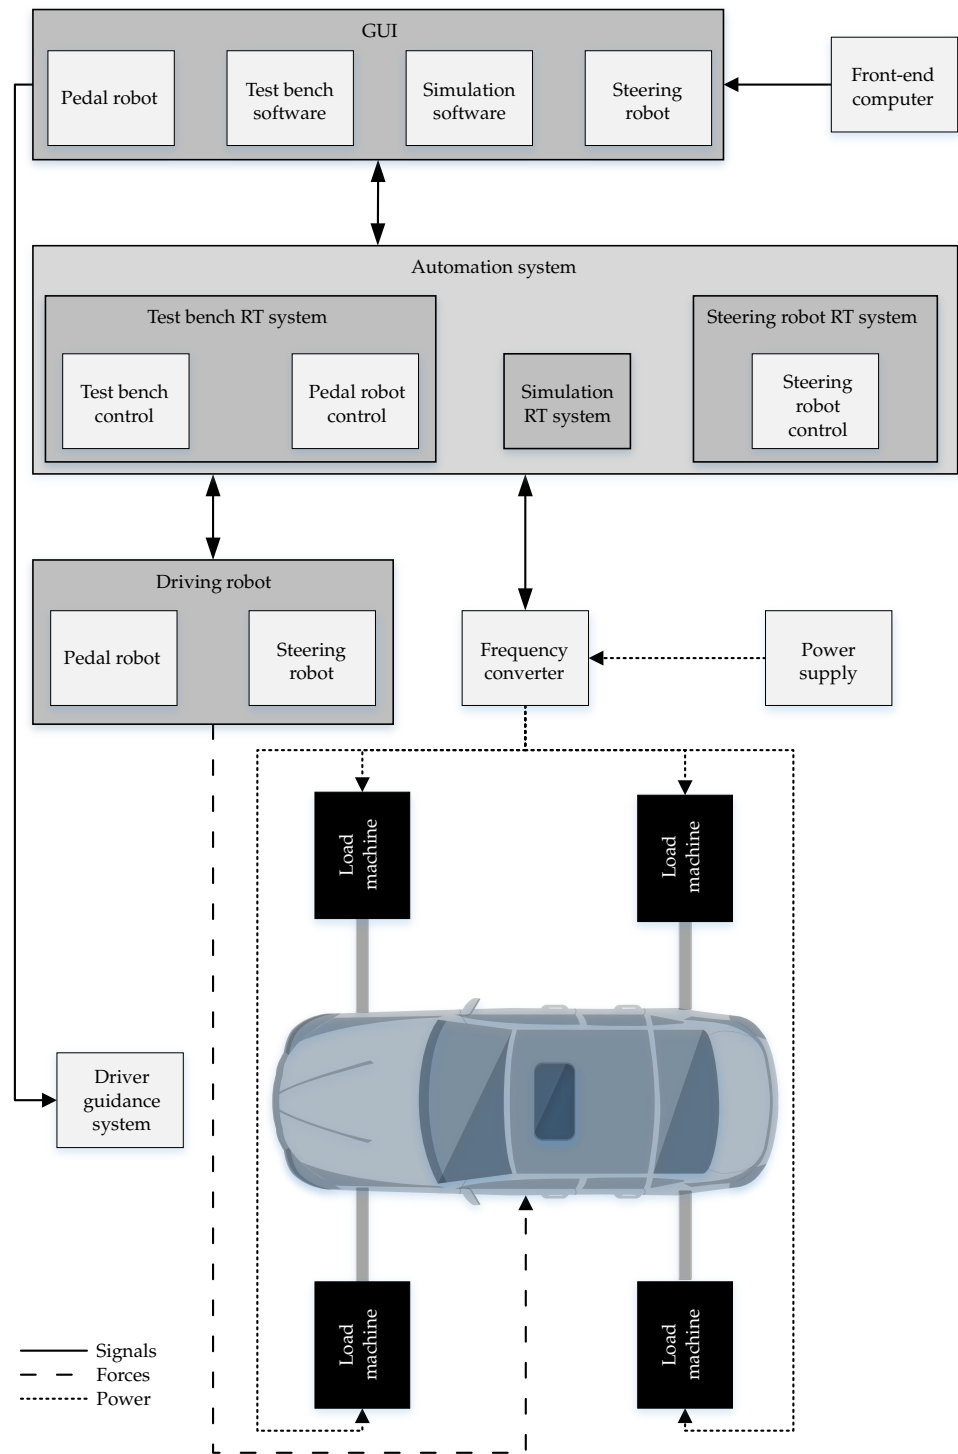 GUI
Pedal robot
Test bench
software
Simulation
software
Steering
robot
Front-end
computer
Automation system
Test bench RT system
Test bench
control
Pedal robot
control
Simulation
RT system
Steering robot RT system
Steering
robot
control
Driving robot
Pedal robot
Steering
robot
Frequency
converter
Power
supply
Load
machine
Load
machine
Driver
guidance
system
Load
machine
Load
machine
Signals
Forces
Power